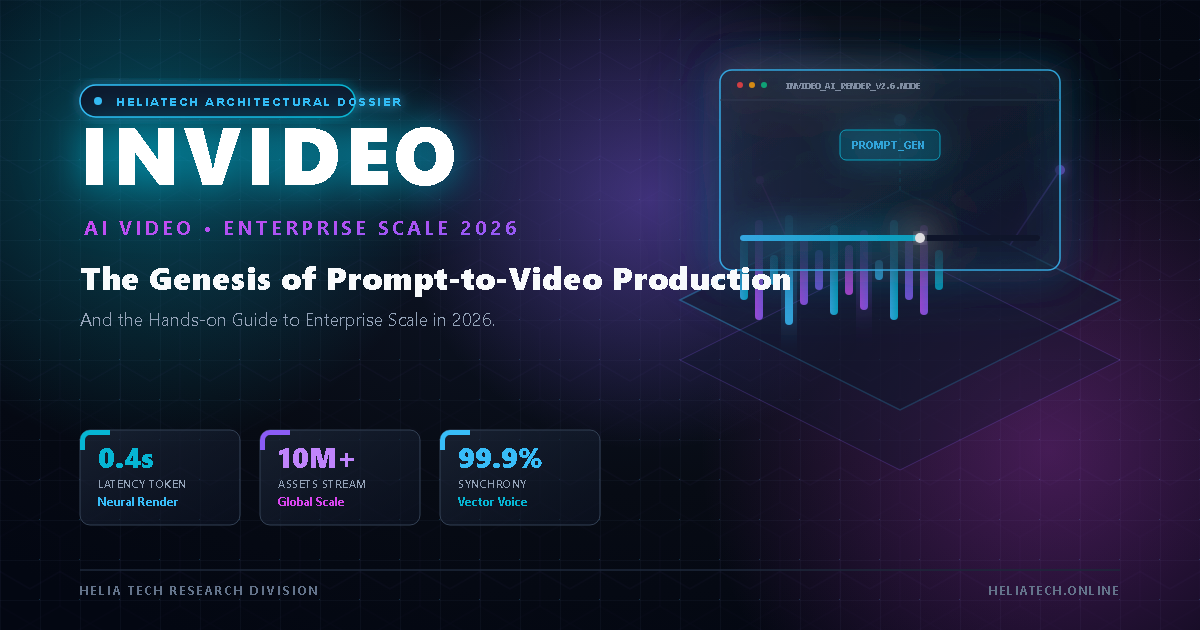 HELIATECH ARCHITECTURAL DOSSIER
INVIDEO
AI VIDEO • ENTERPRISE SCALE 2026
The Genesis of Prompt-to-Video Production
And the Hands-on Guide to Enterprise Scale in 2026.
INVIDEO_AI_RENDER_V2.6.NODE
PROMPT_GEN
0.4s
LATENCY TOKEN
Neural Render
10M+
ASSETS STREAM
Global Scale
99.9%
SYNCHRONY
Vector Voice
HELIA TECH RESEARCH DIVISION
HELIATECH.ONLINE